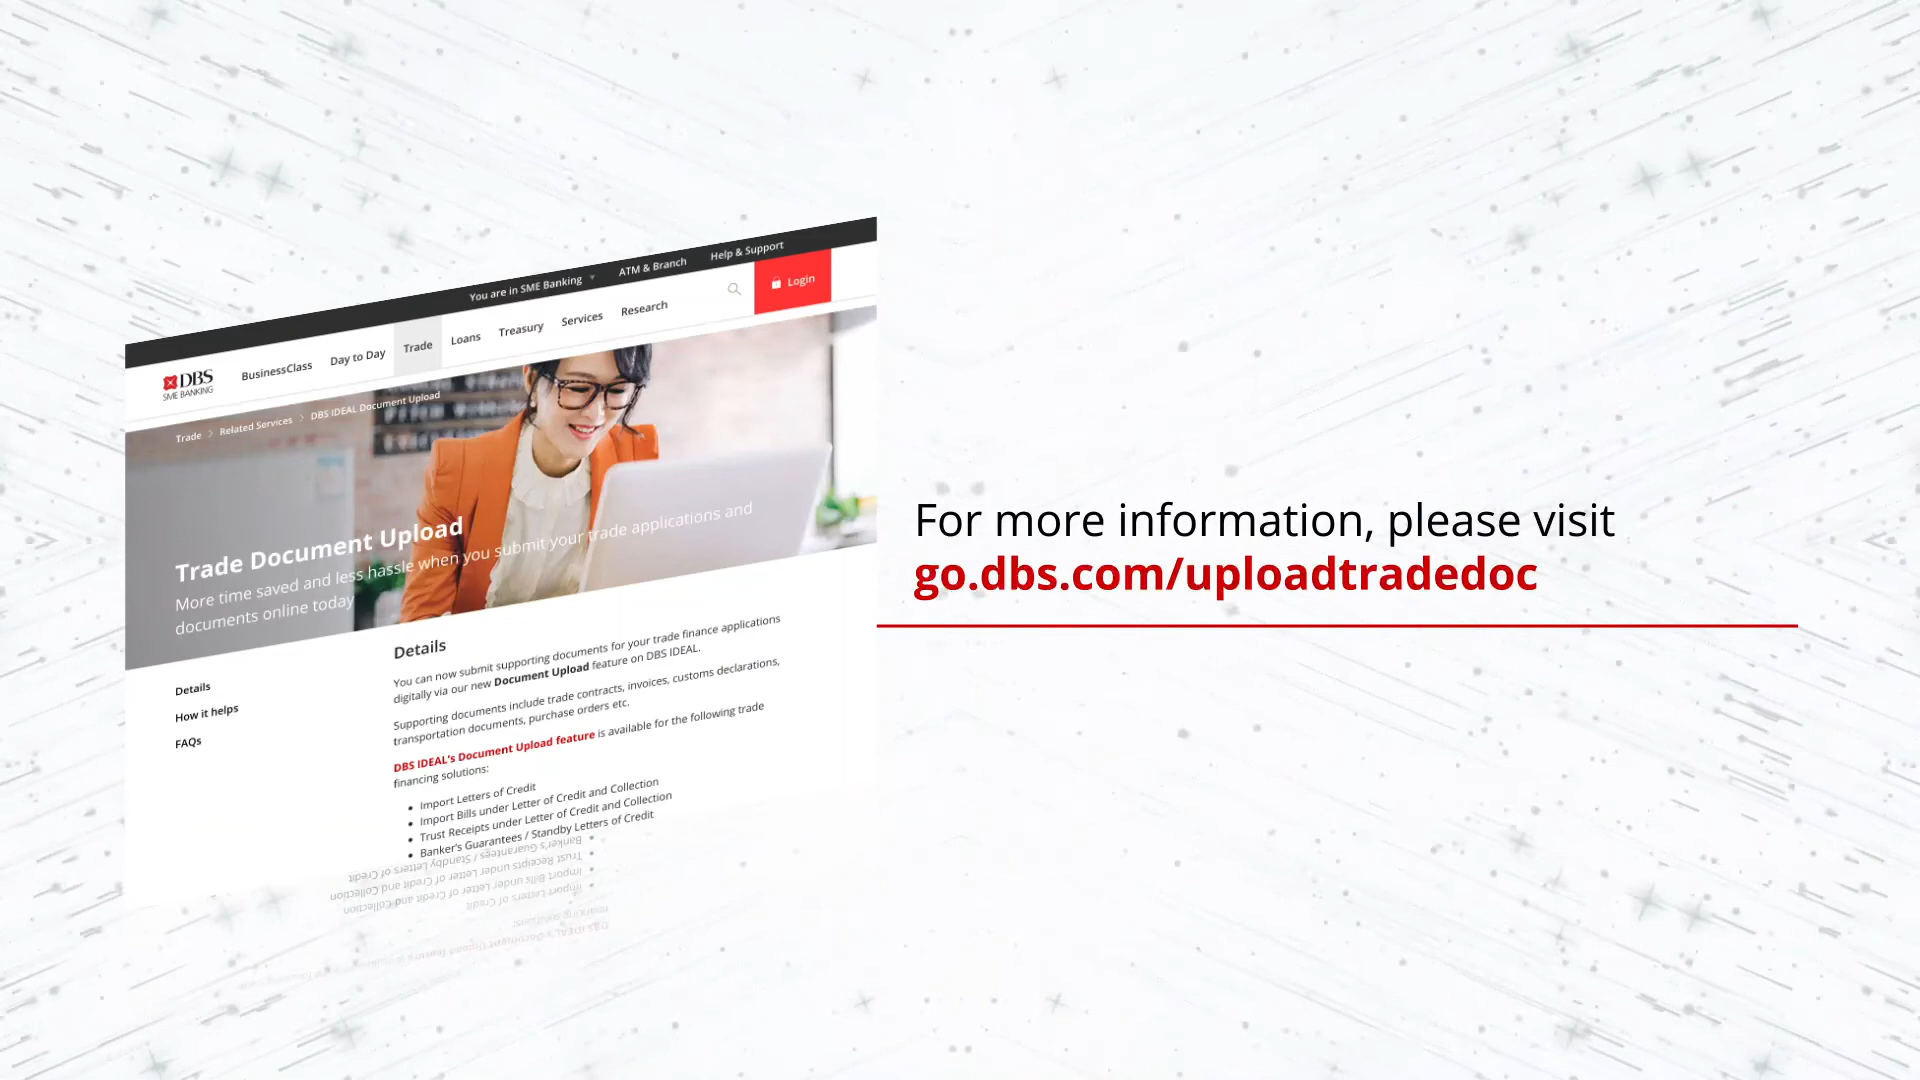 You are in SME Banking
ATM & Branch
Help & Support
DBS
SME BANKING
BusinessClass
Day to Day
Trade
Loans
Treasury
Services
Research
Login
Trade > Related Services > DBS IDEAL Document Upload
Trade Document Upload
More time saved and less hassle when you submit your trade applications and
documents online today
Details
How it helps
FAQs
Details
You can now submit supporting documents for your trade finance applications
digitally via our new Document Upload feature on DBS IDEAL.
Supporting documents include trade contracts, invoices, customs declarations,
transportation documents, purchase orders etc.
DBS IDEAL's Document Upload feature is available for the following trade
financing solutions:
• Import Letters of Credit
• Import Bills under Letter of Credit and Collection
• Trust Receipts under Letter of Credit and Collection
• Banker's Guarantees / Standby Letters of Credit
For more information, please visit
go.dbs.com/uploadtradedoc